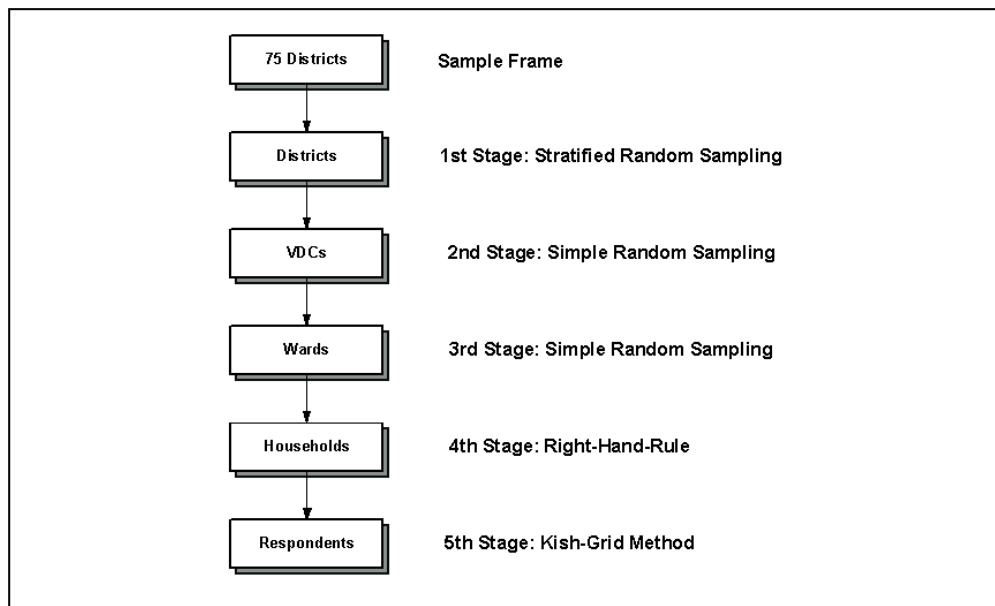 75 Districts Sample Frame
Districts 1st Stage: Stratified Random Sampling
VDCs 2nd Stage: Simple Random Sampling
Wards 3rd Stage: Simple Random Sampling
Households 4th Stage: Right-Hand-Rule
Respondents 5th Stage: Kish-Grid Method